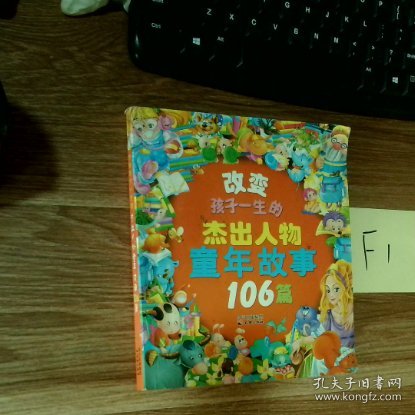 改变
孩子一生的
杰出人物
童年故事
106篇
F1
孔夫子旧书网
www.kongfz.com